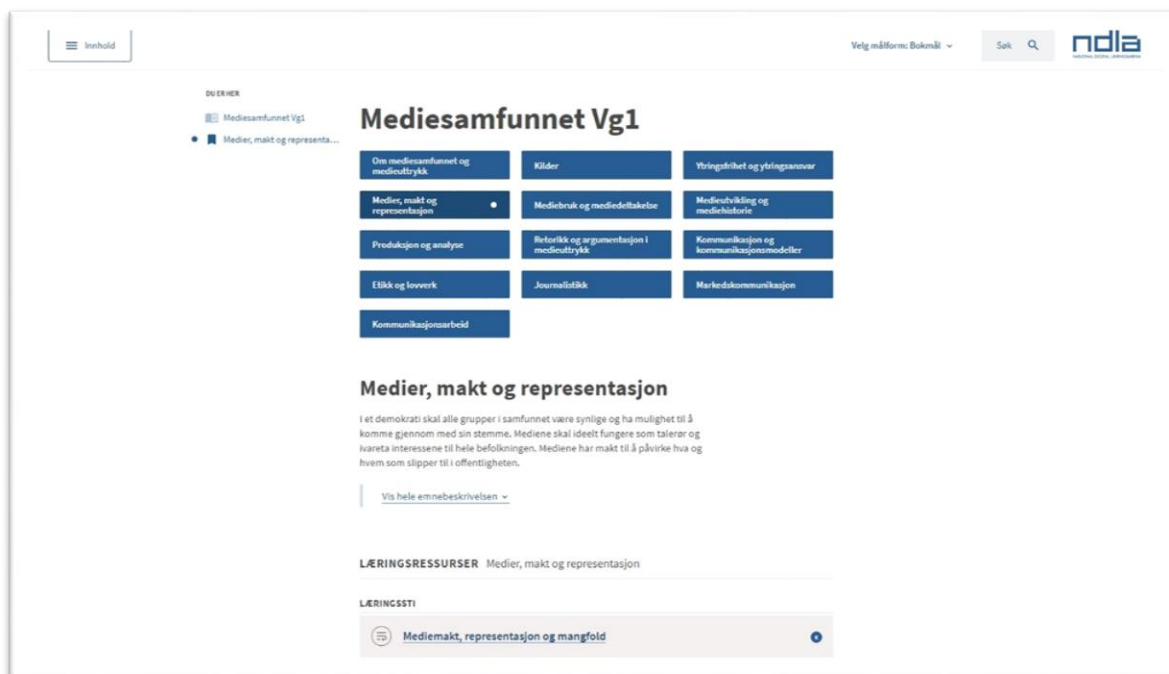 Innhold
Velg målform: Bokmål
Søk
ndla
NASJONAL DIGITAL LÆRINGSARENA
DU ER HER
Mediesamfunnet Vg1
Medier, makt og representa...
Mediesamfunnet Vg1
Om mediesamfunnet og
medieuttrykk
Kilder
Ytringsfrihet og ytringsansvar
Medier, makt og
representasjon
Mediebruk og mediedeltakelse
Medieutvikling og
mediehistorie
Produksjon og analyse
Retorikk og argumentasjon i
medieuttrykk
Kommunikasjon og
kommunikasjonsmodeller
Etikk og lovverk
Journalistikk
Markedskommunikasjon
Kommunikasjonsarbeid
Medier, makt og representasjon
I et demokrati skal alle grupper i samfunnet være synlige og ha mulighet til å
komme gjennom med sin stemme. Mediene skal ideelt fungere som talerør og
ivareta interessene til hele befolkningen. Mediene har makt til å påvirke hva og
hvem som slipper til i offentligheten.
Vis hele emnebeskrivelsen
LÆRINGSRESSURSER Medier, makt og representasjon
LÆRINGSSTI
Mediemakt, representasjon og mangfold